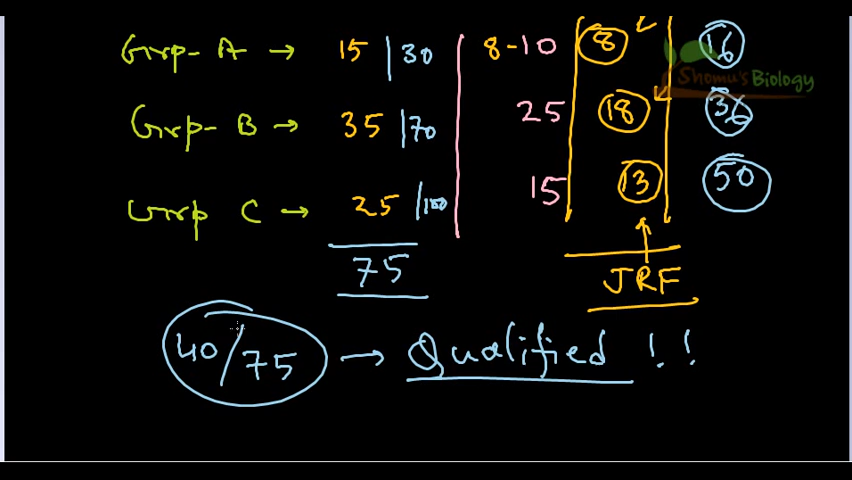 Grp-A → 15 | 30 8-10 8 16
Shomu's Biology
Grp-B → 35 | 70 25 18 36
Grp C → 25 | 100 15 13 50
75 JRF
40/75 → Qualified !!